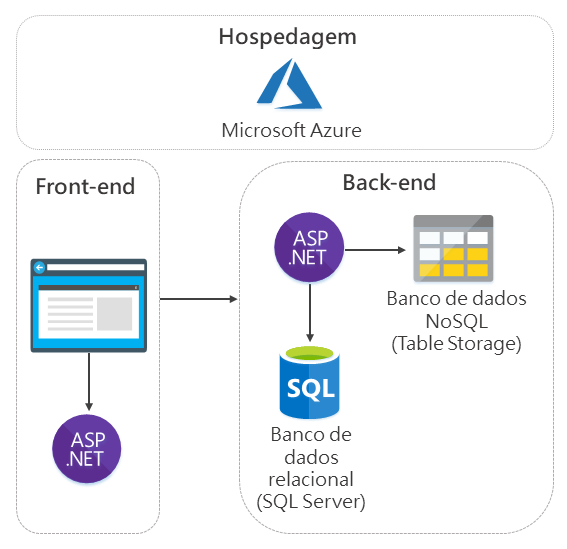 Hospedagem
Microsoft Azure
Front-end
ASP
.NET
Back-end
ASP
.NET
Banco de dados
NoSQL
(Table Storage)
SQL
Banco de
dados
relacional
(SQL Server)